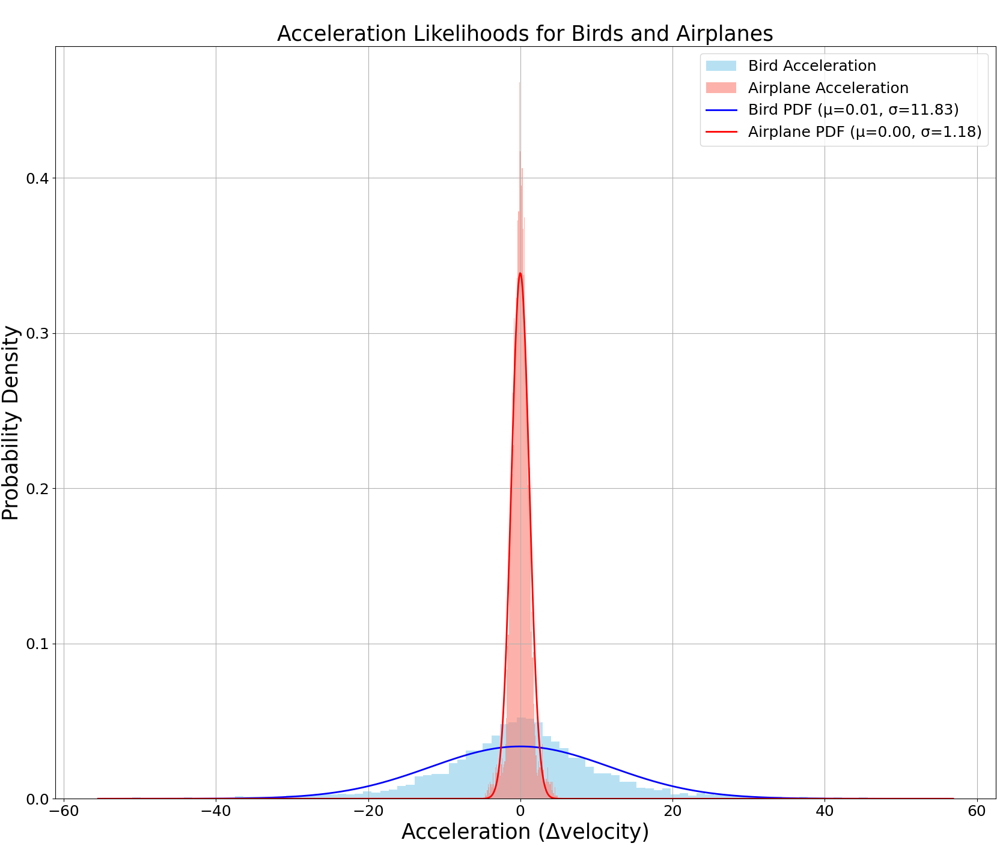 Acceleration Likelihoods for Birds and Airplanes
Bird Acceleration
Airplane Acceleration
Bird PDF (μ=0.01, σ=11.83)
Airplane PDF (μ=0.00, σ=1.18)
Probability Density
0.4
0.3
0.2
0.1
0.0
−60
−40
−20
0
20
40
60
Acceleration (Δvelocity)